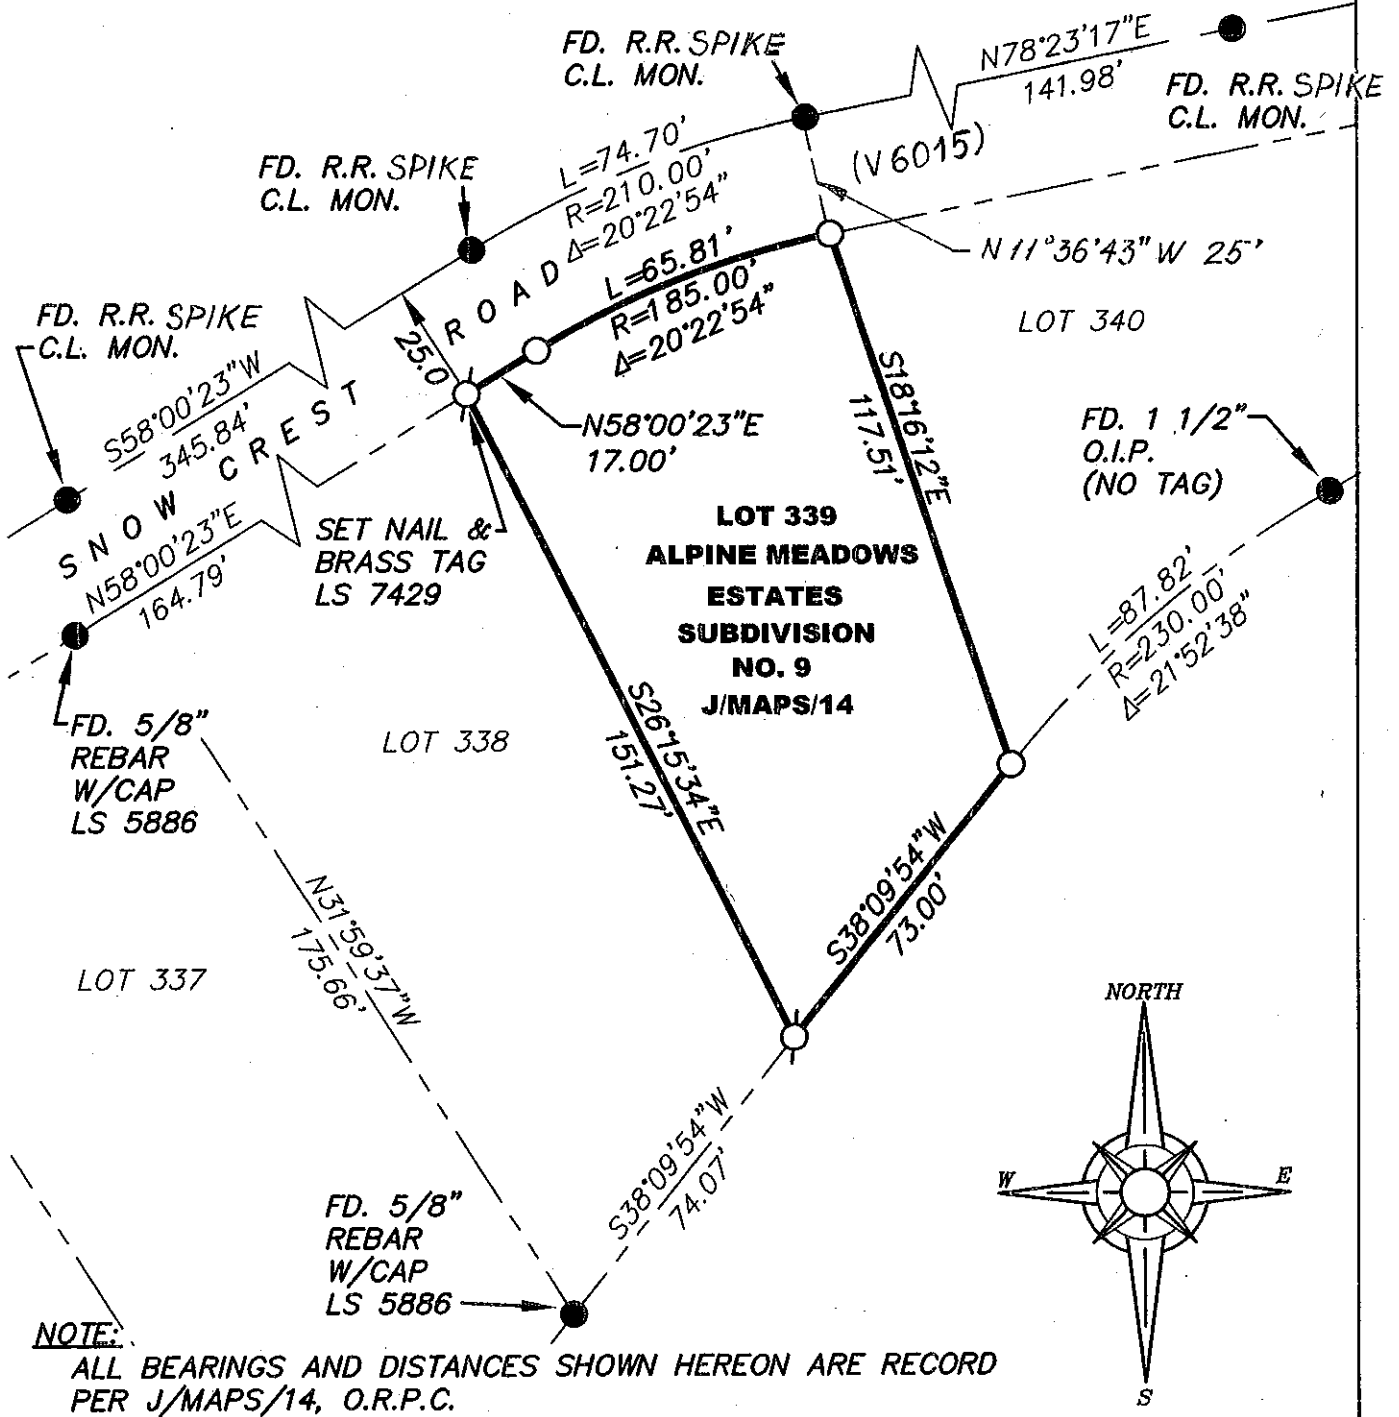 FD. R.R. SPIKE
C.L. MON.
N78°23'17"E
141.98'
FD. R.R. SPIKE
C.L. MON.
(V 6015)
N 11°36'43" W 25'
FD. R.R. SPIKE
C.L. MON.
L=74.70'
R=210.00'
Δ=20°22'54"
L=65.81'
R=185.00'
Δ=20°22'54"
LOT 340
FD. R.R. SPIKE
C.L. MON.
S58°00'23"W
345.84'
SNOW CREST ROAD
25.0
N58°00'23"E
164.79'
N58°00'23"E
17.00'
S18°16'12"E
117.51'
FD. 1 1/2"
O.I.P.
(NO TAG)
SET NAIL &
BRASS TAG
LS 7429
LOT 339
ALPINE MEADOWS
ESTATES
SUBDIVISION
NO. 9
J/MAPS/14
L=87.82'
R=230.00'
Δ=21°52'38"
FD. 5/8"
REBAR
W/CAP
LS 5886
LOT 338
S26°15'34"E
151.27'
S38°09'54"W
73.00'
LOT 337
N31°59'37"W
175.66'
NORTH
W
E
S
S38°09'54"W
74.07'
FD. 5/8"
REBAR
W/CAP
LS 5886
NOTE:
ALL BEARINGS AND DISTANCES SHOWN HEREON ARE RECORD
PER J/MAPS/14, O.R.P.C.